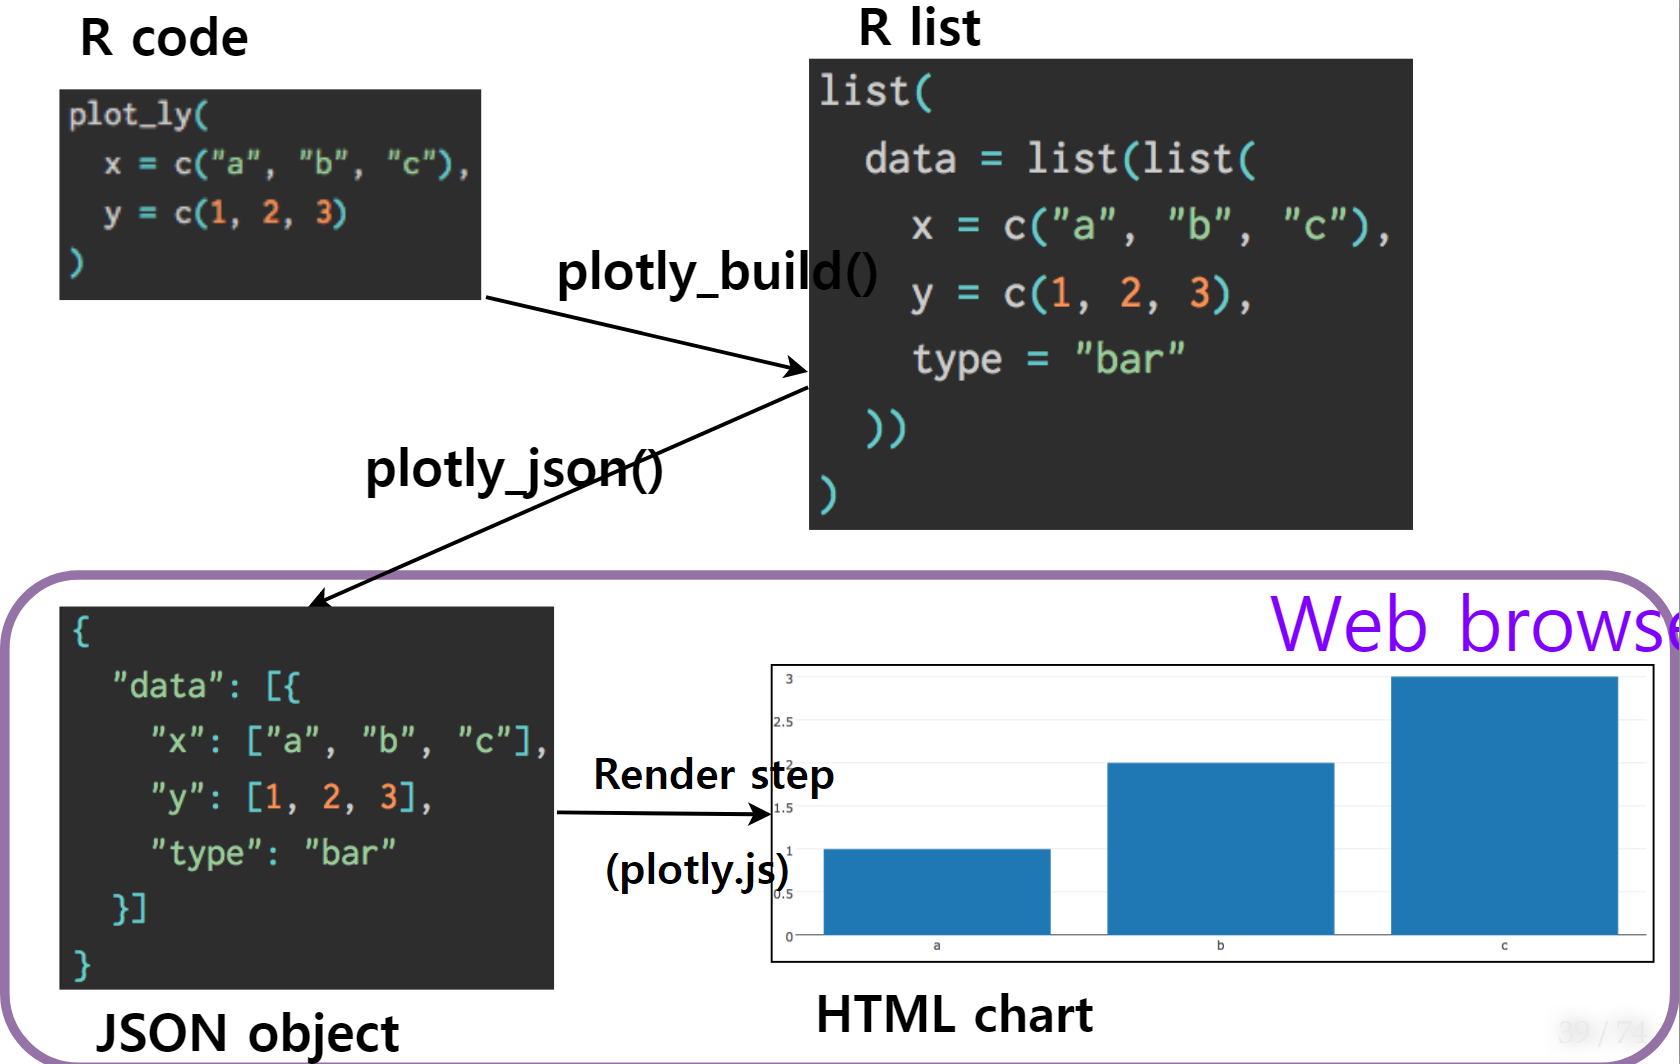 R code
plot_ly(
x = c("a", "b", "c"),
y = c(1, 2, 3)
)
plotly_build()
R list
list(
data = list(list(
x = c("a", "b", "c"),
y = c(1, 2, 3),
type = "bar"
))
)
plotly_json()
Web browse
{
"data": [{
"x": ["a", "b", "c"],
"y": [1, 2, 3],
"type": "bar"
}]
}
JSON object
Render step
(plotly.js)
3
2.5
2
1.5
1
0.5
0
a b c
HTML chart
39 / 74